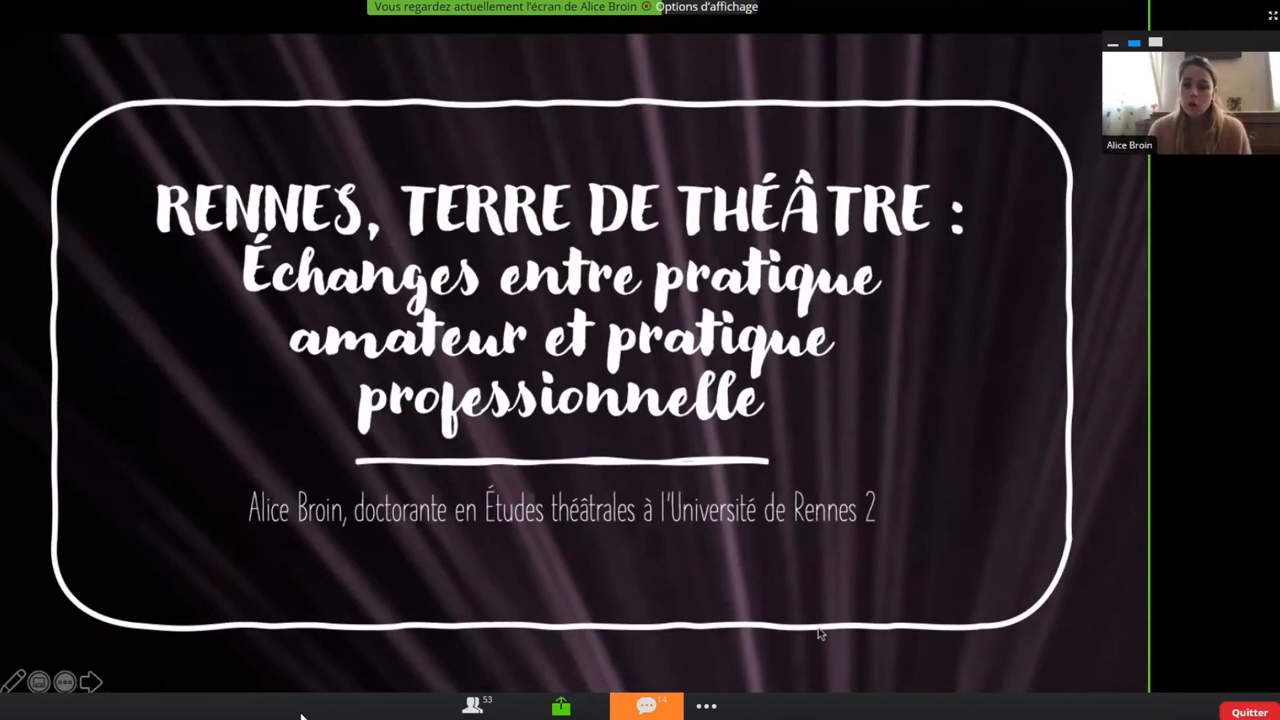 Vous regardez actuellement l'écran de Alice Broin
Options d'affichage
Alice Broin
RENNES, TERRE DE THÉÂTRE :
Échanges entre pratique
amateur et pratique
professionnelle
Alice Broin, doctorante en Études théâtrales à l'Université de Rennes 2
53
14
Quitter